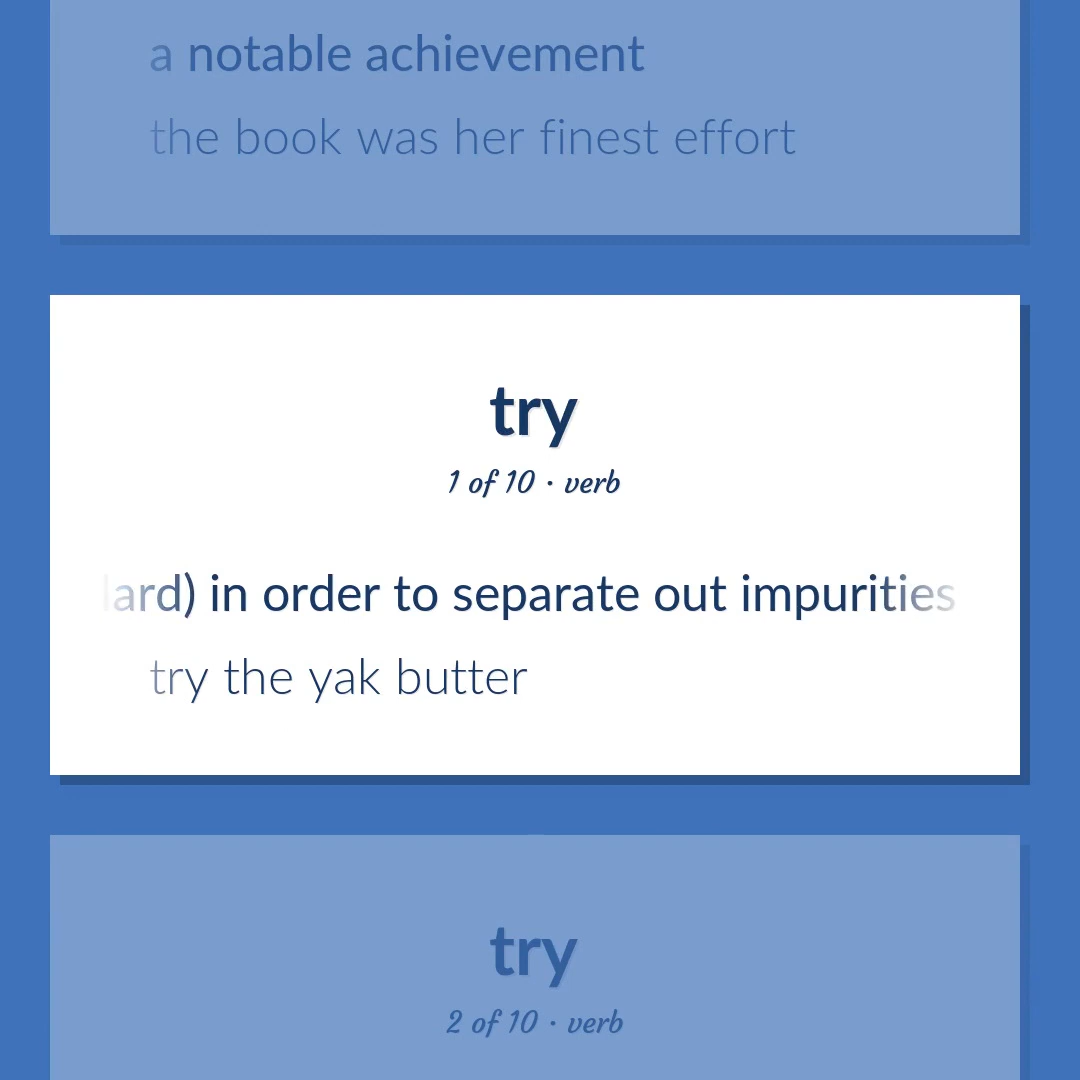 a notable achievement
the book was her finest effort
try
1 of 10 · verb
lard) in order to separate out impurities
try the yak butter
try
2 of 10 · verb